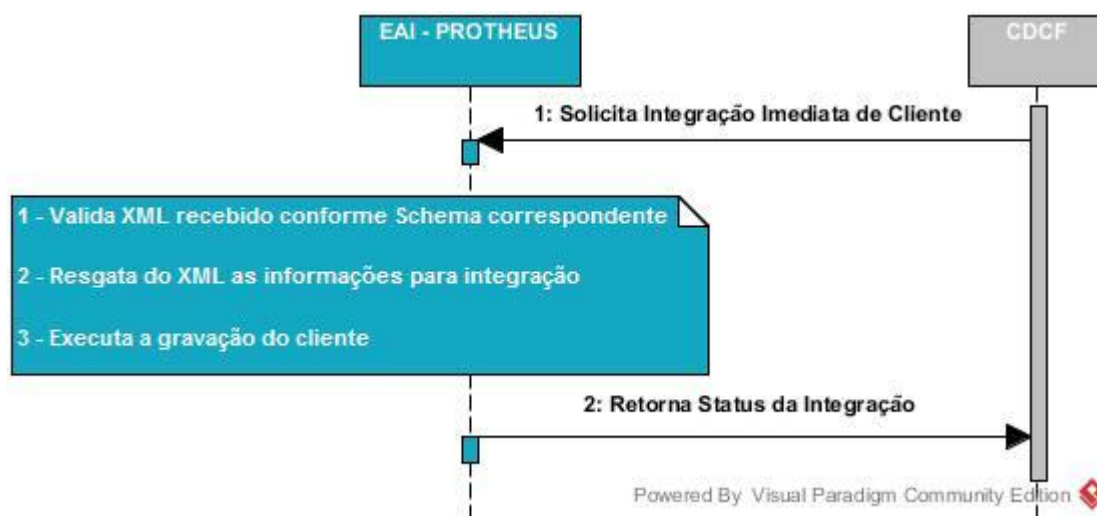 EAI - PROTHEUS
CDCF
1: Solicita Integração Imediata de Cliente
1 - Valida XML recebido conforme Schema correspondente
2 - Resgata do XML as informações para integração
3 - Executa a gravação do cliente
2: Retorna Status da Integração
Powered By Visual Paradigm Community Edition